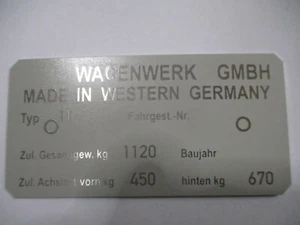 WAGENWERK GMBH
MADE IN WESTERN GERMANY
Typ Fahrgest.-Nr.
Zul. Gesamtgew. kg 1120 Baujahr
Zul. Achslast vorn kg 450 hinten kg 670